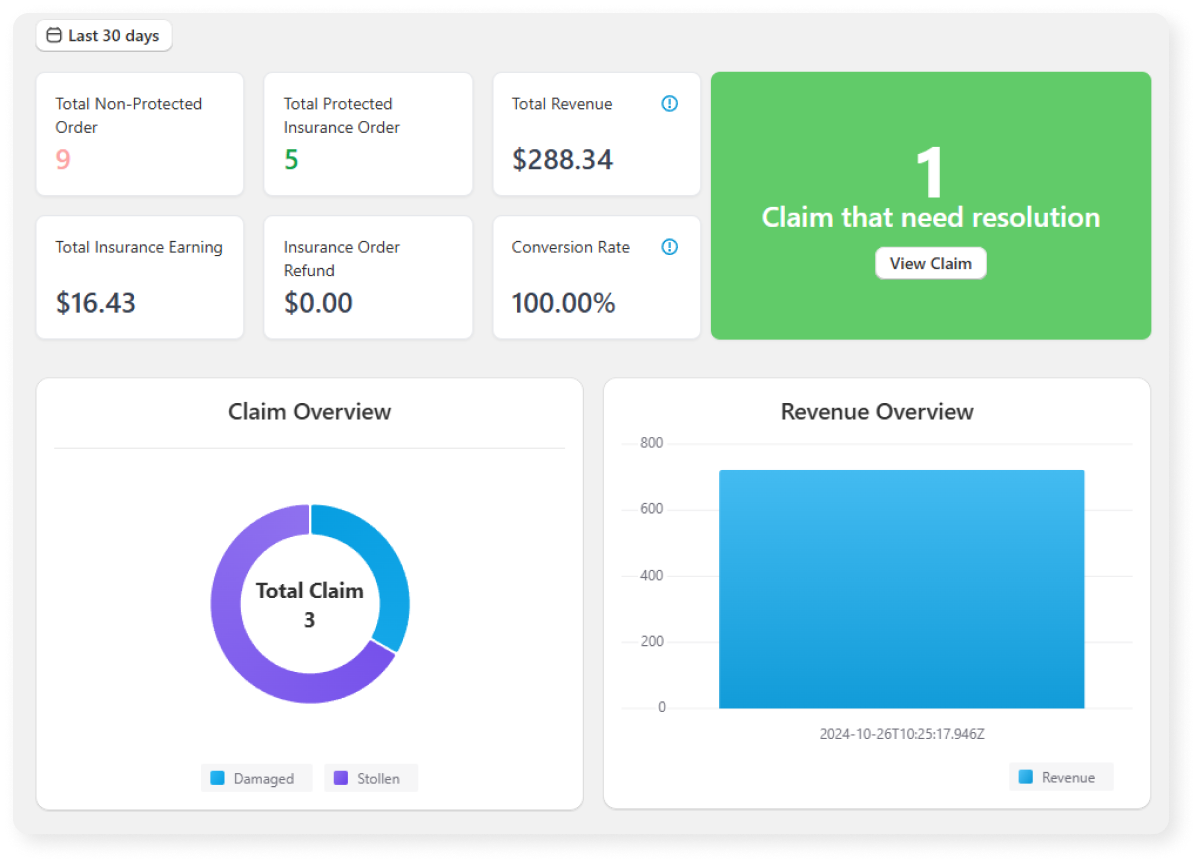 Last 30 days
Total Non-Protected
Order
9
Total Protected
Insurance Order
5
Total Revenue
$288.34
1
Claim that need resolution
View Claim
Total Insurance Earning
$16.43
Insurance Order
Refund
$0.00
Conversion Rate
100.00%
Claim Overview
Total Claim
3
Damaged
Stollen
Revenue Overview
800
600
400
200
0
2024-10-26T10:25:17.946Z
Revenue